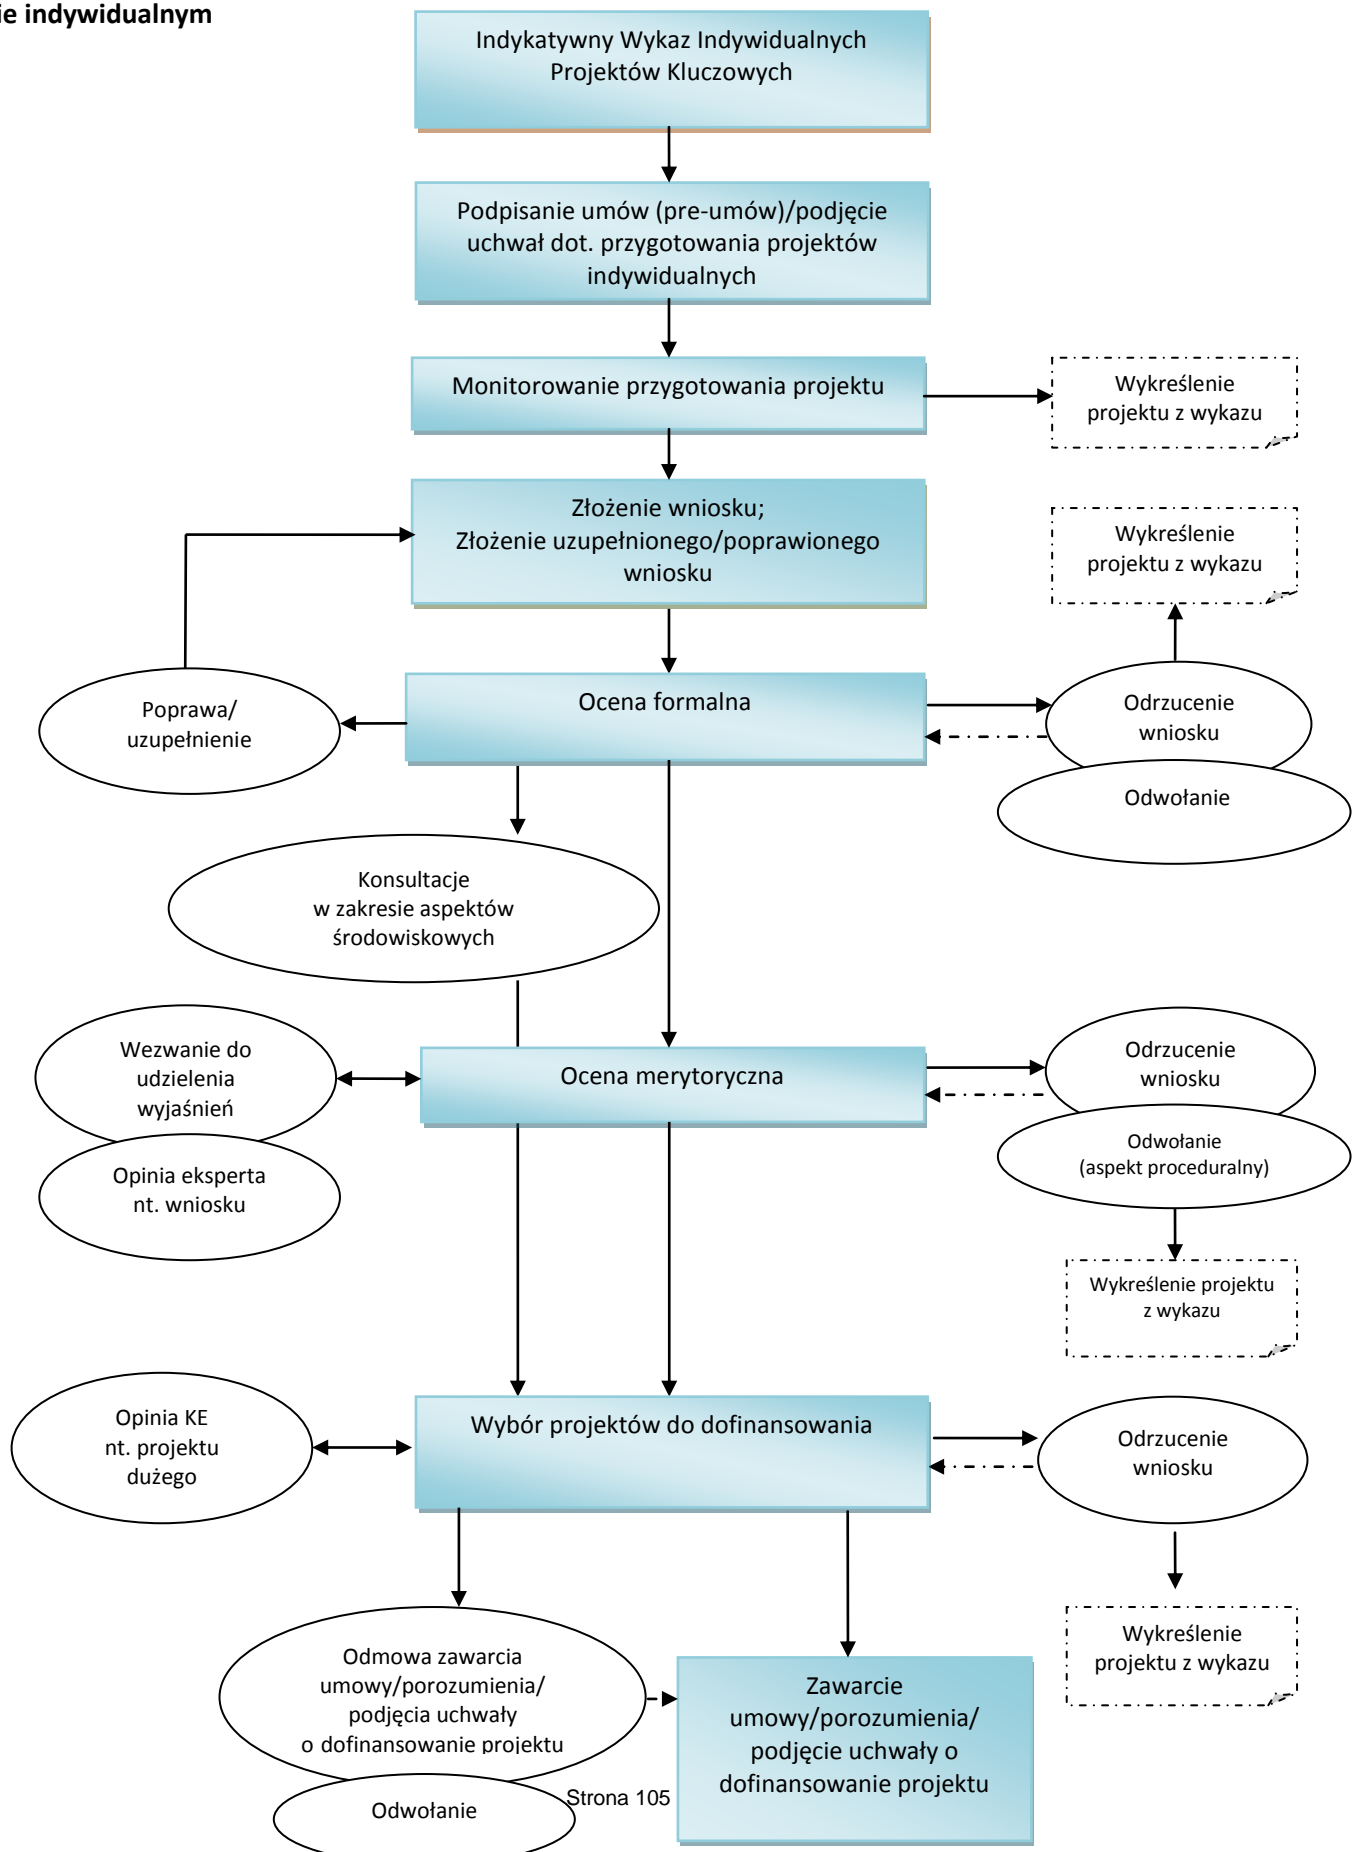 ie indywidualnym
Indykatywny Wykaz Indywidualnych
Projektów Kluczowych
Podpisanie umów (pre-umów)/podjęcie
uchwał dot. przygotowania projektów
indywidualnych
Monitorowanie przygotowania projektu
Wykreślenie
projektu z wykazu
Złożenie wniosku;
Złożenie uzupełnionego/poprawionego
wniosku
Wykreślenie
projektu z wykazu
Poprawa/
uzupełnienie
Ocena formalna
Odrzucenie
wniosku
Odwołanie
Konsultacje
w zakresie aspektów
środowiskowych
Wezwanie do
udzielenia
wyjaśnień
Opinia eksperta
nt. wniosku
Ocena merytoryczna
Odrzucenie
wniosku
Odwołanie
(aspekt proceduralny)
Wykreślenie projektu
z wykazu
Opinia KE
nt. projektu
dużego
Wybór projektów do dofinansowania
Odrzucenie
wniosku
Wykreślenie
projektu z wykazu
Odmowa zawarcia
umowy/porozumienia/
podjęcia uchwały
o dofinansowanie projektu
Odwołanie
Zawarcie
umowy/porozumienia/
podjęcie uchwały o
dofinansowanie projektu
Strona 105